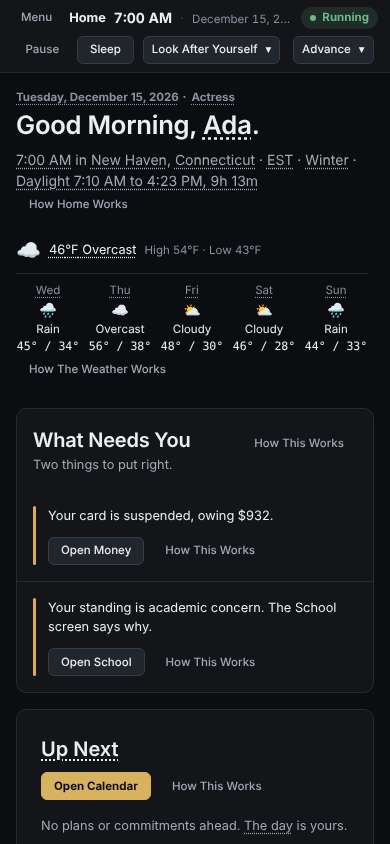 Menu Home 7:00 AM · December 15, 2... Running
Pause Sleep Look After Yourself ▾ Advance ▾
Tuesday, December 15, 2026 · Actress
Good Morning, Ada.
7:00 AM in New Haven, Connecticut · EST · Winter ·
Daylight 7:10 AM to 4:23 PM, 9h 13m
How Home Works
46°F Overcast High 54°F · Low 43°F
Wed Thu Fri Sat Sun
Rain Overcast Cloudy Cloudy Rain
45° / 34° 56° / 38° 48° / 30° 46° / 28° 44° / 33°
How The Weather Works
What Needs You How This Works
Two things to put right.
Your card is suspended, owing $932.
Open Money How This Works
Your standing is academic concern. The School
screen says why.
Open School How This Works
Up Next
Open Calendar How This Works
No plans or commitments ahead. The day is yours.